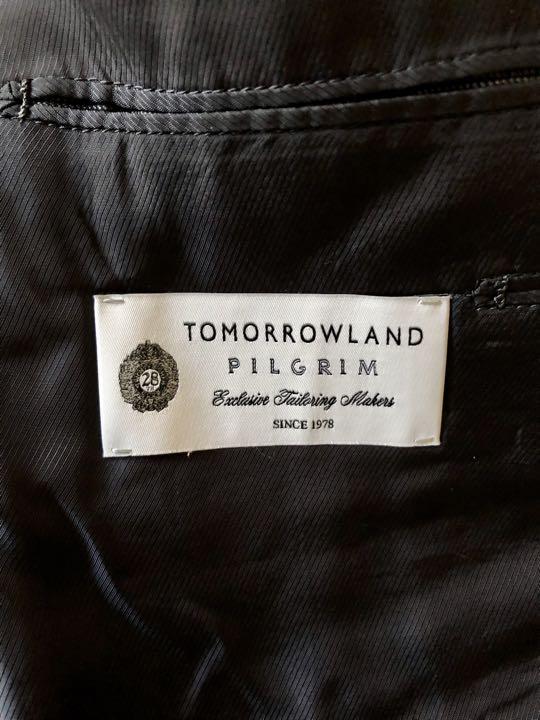 TOMORROWLAND
PILGRIM
28
Exclusive Tailoring Makers
SINCE 1978